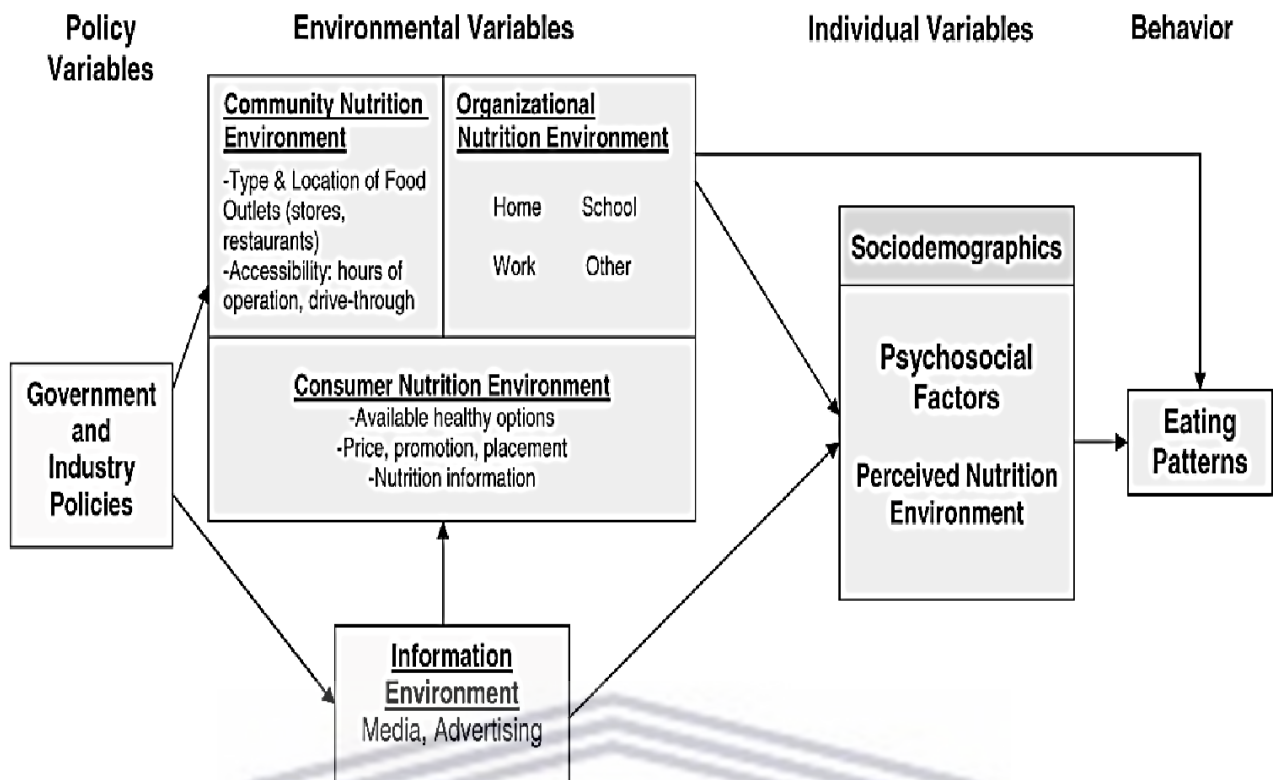 Policy
Variables
Environmental Variables
Individual Variables
Behavior
Community Nutrition
Environment
-Type & Location of Food
Outlets (stores,
restaurants)
-Accessibility: hours of
operation, drive-through
Organizational
Nutrition Environment
Home School
Work Other
Consumer Nutrition Environment
-Available healthy options
-Price, promotion, placement
-Nutrition information
Government
and
Industry
Policies
Information
Environment
Media, Advertising
Sociodemographics
Psychosocial
Factors
Perceived Nutrition
Environment
Eating
Patterns